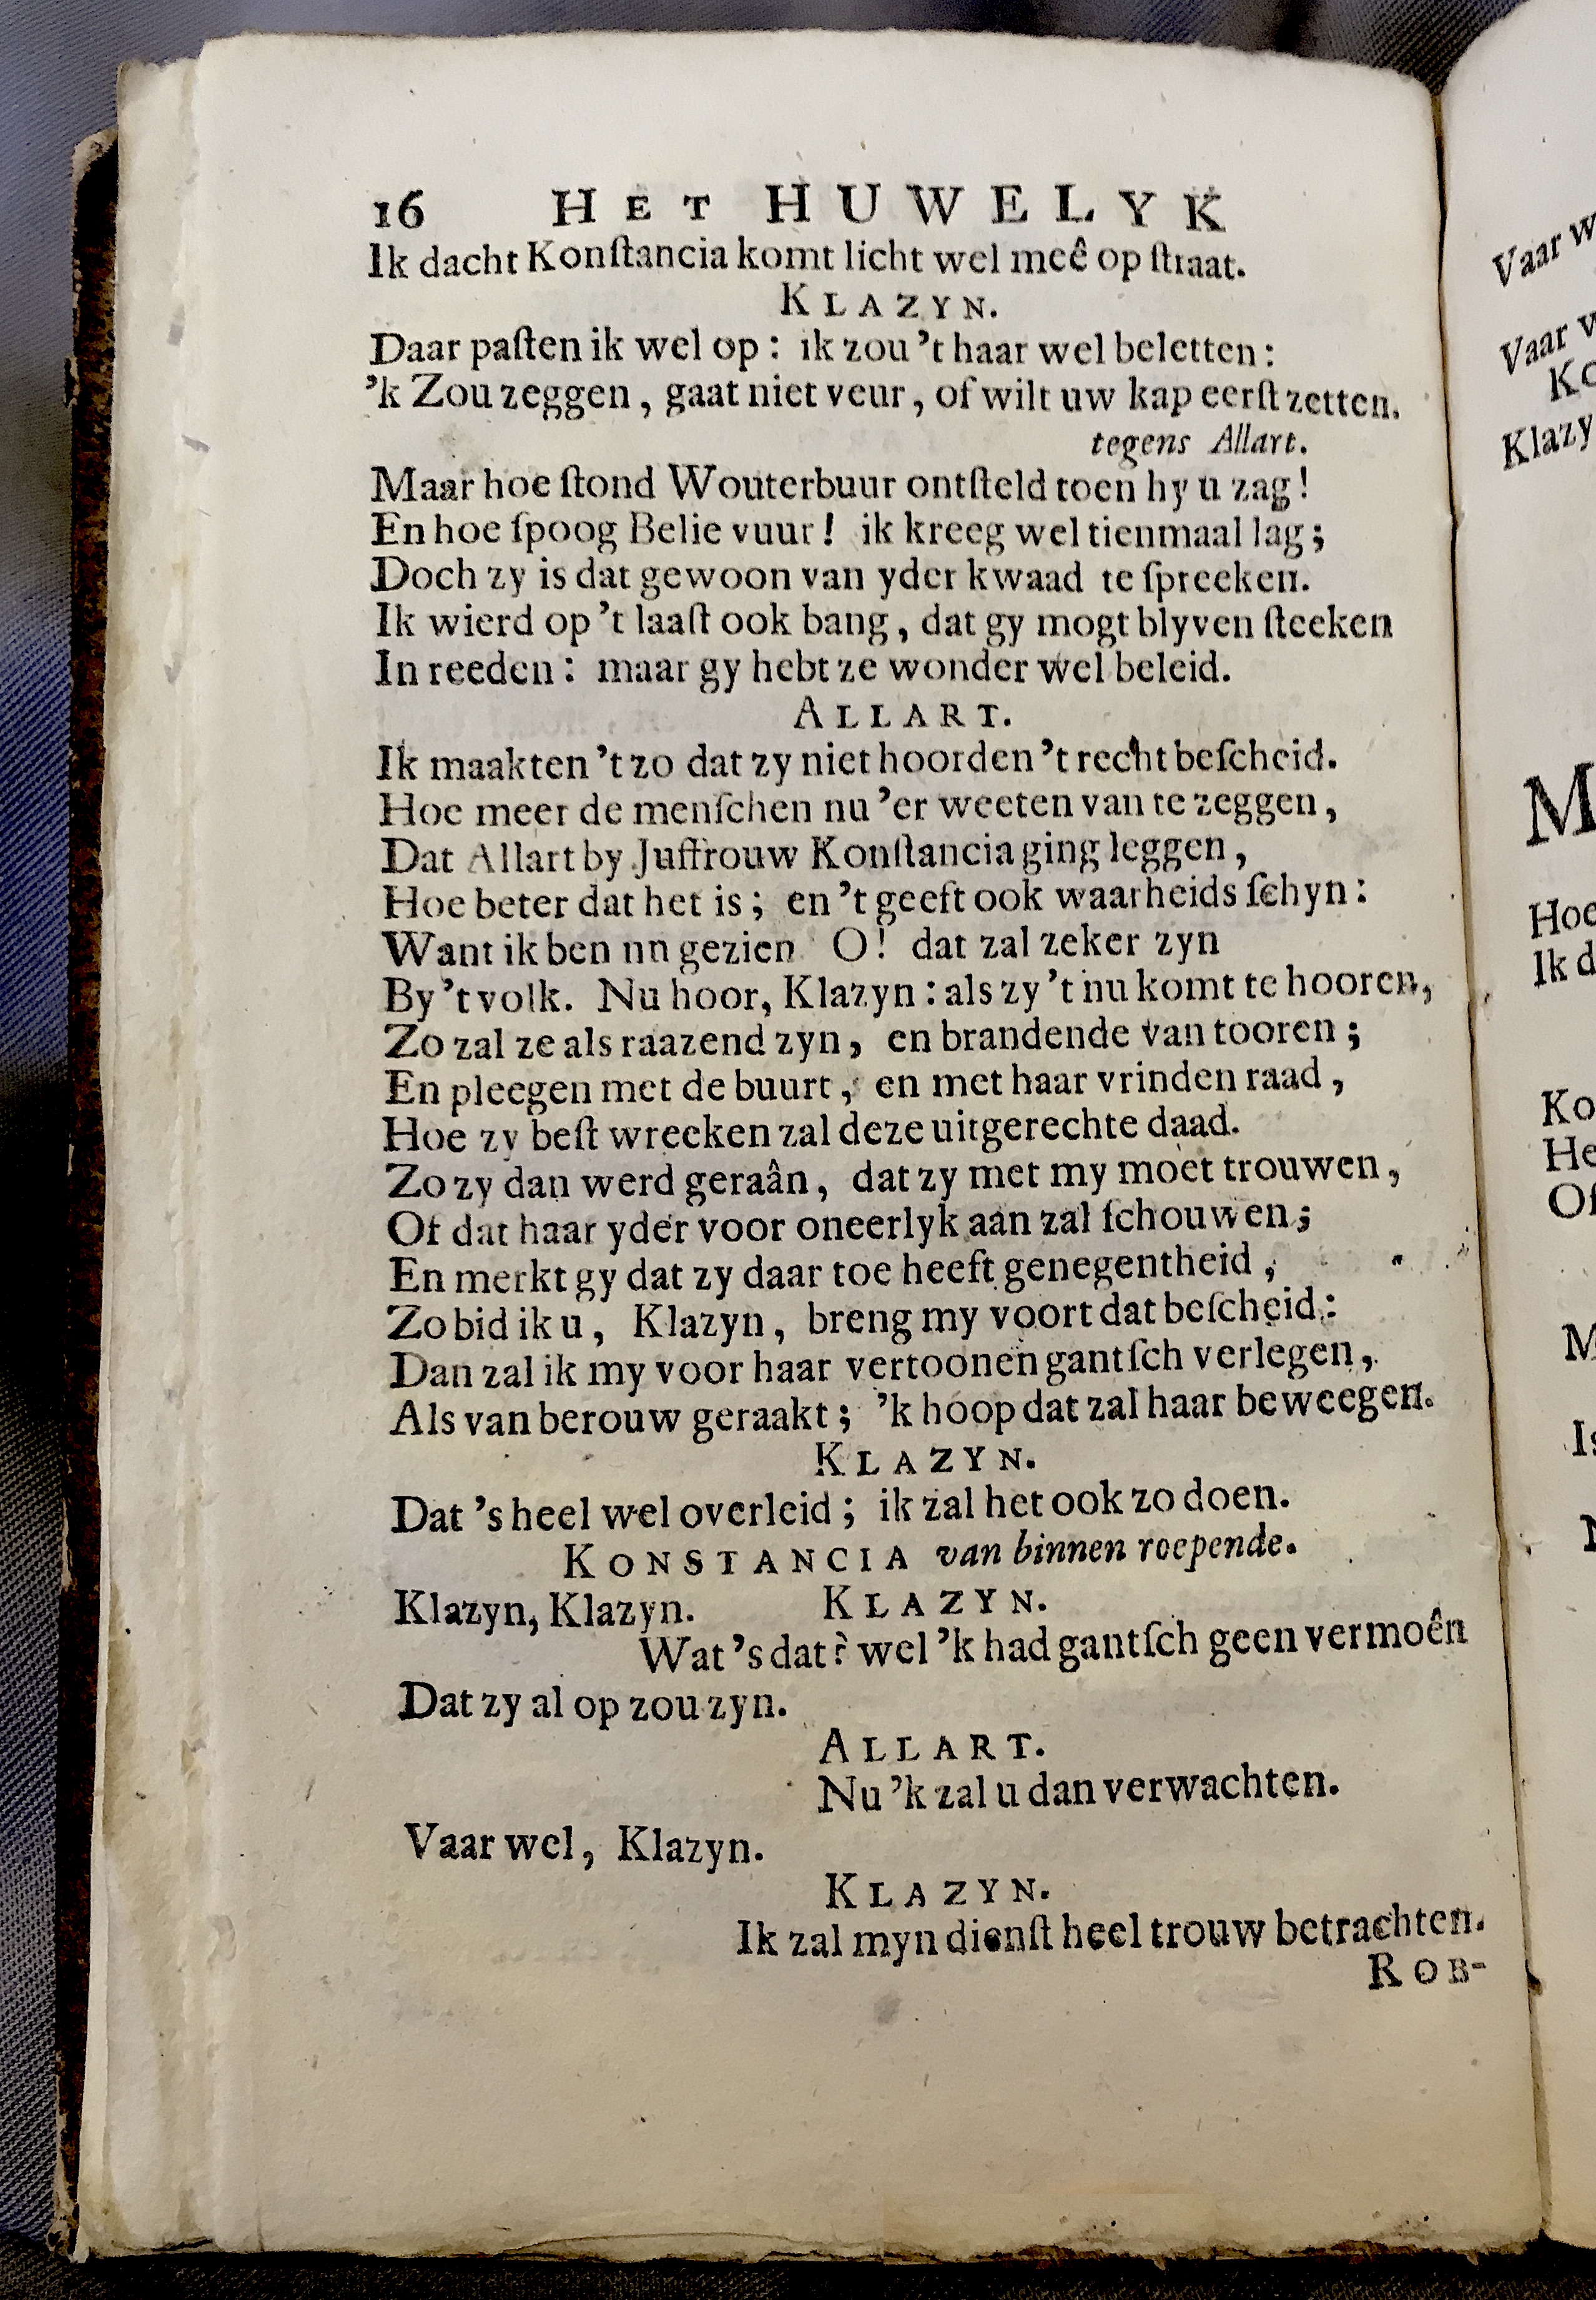 16 HET HUWELYK
Ik dacht Konſtancia komt licht wel meê op ſtraat.
KLAZYN.
Daar paſten ik wel op: ik zou 't haar wel beletten:
'k Zou zeggen, gaat niet veur, of wilt uw kap eerſt zetten.
tegens Allart.
Maar hoe ſtond Wouterbuur ontſteld toen hy u zag!
En hoe ſpoog Belie vuur! ik kreeg wel tienmaal lag;
Doch zy is dat gewoon van yder kwaad te ſpreeken.
Ik wierd op 't laaſt ook bang, dat gy mogt blyven ſteeken
In reeden: maar gy hebt ze wonder wel beleid.
ALLART.
Ik maakten 't zo dat zy niet hoorden 't recht beſcheid.
Hoe meer de menſchen nu 'er weeten van te zeggen,
Dat Allart by Juffrouw Konſtancia ging leggen,
Hoe beter dat het is; en 't geeft ook waarheids ſchyn:
Want ik ben nn gezien O! dat zal zeker zyn
By 't volk. Nu hoor, Klazyn: als zy 't nu komt te hooren,
Zo zal ze als raazend zyn, en brandende van tooren;
En pleegen met de buurt, en met haar vrinden raad,
Hoe zy beſt wreeken zal deze uitgerechte daad.
Zo zy dan werd geraân, dat zy met my moet trouwen,
Of dat haar yder voor oneerlyk aan zal ſchouwen;
En merkt gy dat zy daar toe heeft genegentheid,
Zo bid ik u, Klazyn, breng my voort dat beſcheid:
Dan zal ik my voor haar vertoonen gantſch verlegen,
Als van berouw geraakt; 'k hoop dat zal haar beweegen.
KLAZYN.
Dat 's heel wel overleid; ik zal het ook zo doen.
KONSTANCIA van binnen roepende.
Klazyn, Klazyn. KLAZYN.
Wat 's dat? wel 'k had gantſch geen vermoên
Dat zy al op zou zyn.
ALLART.
Nu 'k zal u dan verwachten.
Vaar wel, Klazyn.
KLAZYN.
Ik zal myn dienſt heel trouw betrachten.
ROB-
Vaar
Vaar
Klazy
Hoe
Ik